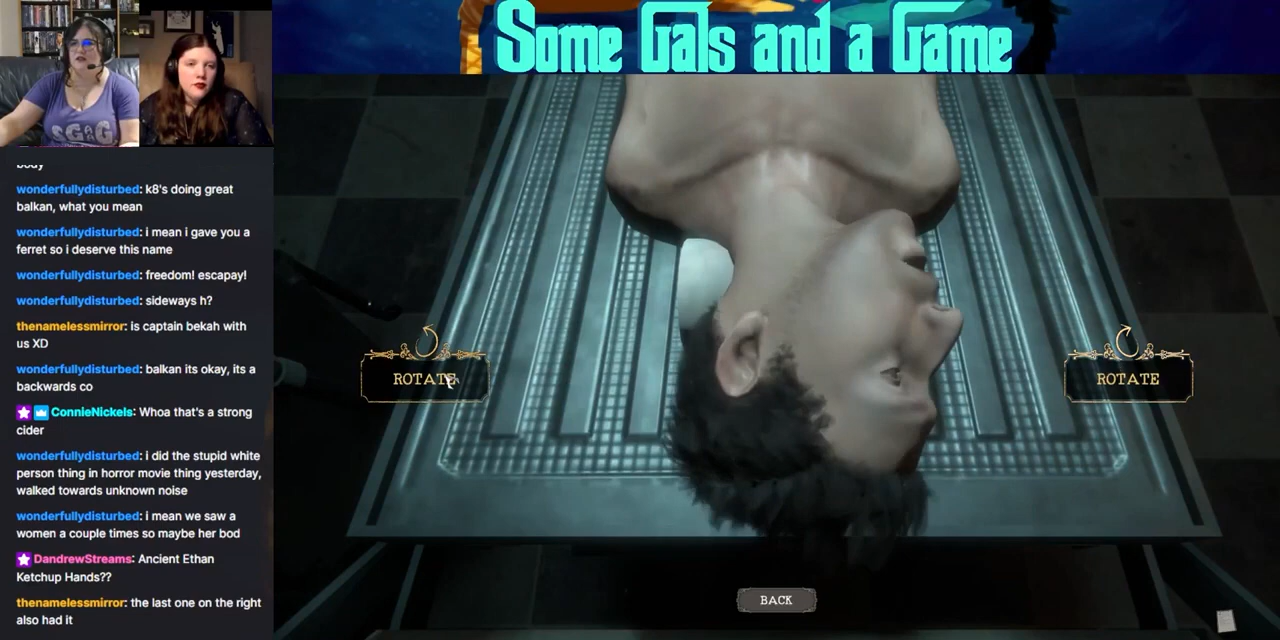 Some Gals and a Game
SGAAG
body
wonderfullydisturbed: k8's doing great
balkan, what you mean
wonderfullydisturbed: i mean i gave you a
ferret so i deserve this name
wonderfullydisturbed: freedom! escapay!
wonderfullydisturbed: sideways h?
thenamelessmirror: is captain bekah with
us XD
wonderfullydisturbed: balkan its okay, its a
backwards co
ConnieNickels: Whoa that's a strong
cider
wonderfullydisturbed: i did the stupid white
person thing in horror movie thing yesterday,
walked towards unknown noise
wonderfullydisturbed: i mean we saw a
women a couple times so maybe her bod
DandrewStreams: Ancient Ethan
Ketchup Hands??
thenamelessmirror: the last one on the right
also had it
ROTATE
ROTATE
BACK